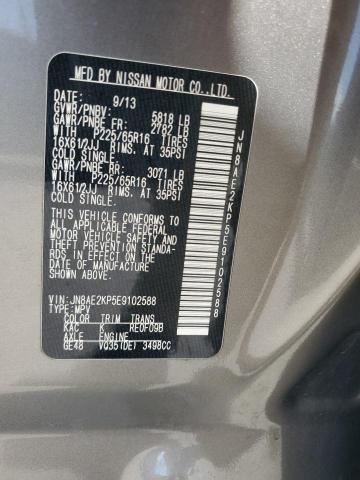 MFD BY NISSAN MOTOR CO.,LTD.
DATE: 9/13
GVWR/PNBV: 5818 LB
GAWR/PNBE FR: 2782 LB
WITH P225/65R16 TIRES
16X61/2JJ RIMS, AT 35PSI
COLD SINGLE.
GAWR/PNBE RR: 3071 LB
WITH P225/65R16 TIRES
16X61/2JJ RIMS, AT 35PSI
COLD SINGLE.
THIS VEHICLE CONFORMS TO
ALL APPLICABLE FEDERAL
MOTOR VEHICLE SAFETY AND
THEFT PREVENTION STANDA-
RDS IN EFFECT ON THE
DATE OF MANUFACTURE
SHOWN ABOVE.
VIN: JN8AE2KP5E9102588
TYPE: MPV
COLOR TRIM TRANS
KAC K RE0F09B
AXLE ENGINE
GE48 VQ35(DE) 3498CC
JN8AE2KP5E9102588